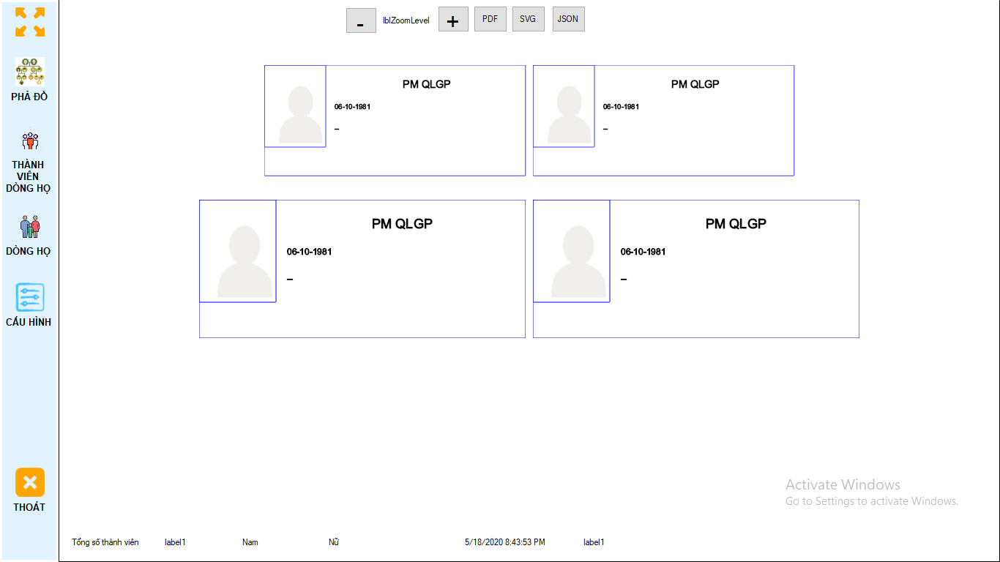 -
lblZoomLevel
+
PDF
SVG
JSON
PHẢ ĐỒ
THÀNH
VIÊN
DÒNG HỌ
DÒNG HỌ
CẤU HÌNH
THOÁT
PM QLGP
06-10-1981
–
PM QLGP
06-10-1981
–
PM QLGP
06-10-1981
–
PM QLGP
06-10-1981
–
Activate Windows
Go to Settings to activate Windows.
Tổng số thành viên
label1
Nam
Nữ
5/18/2020 8:43:53 PM
label1